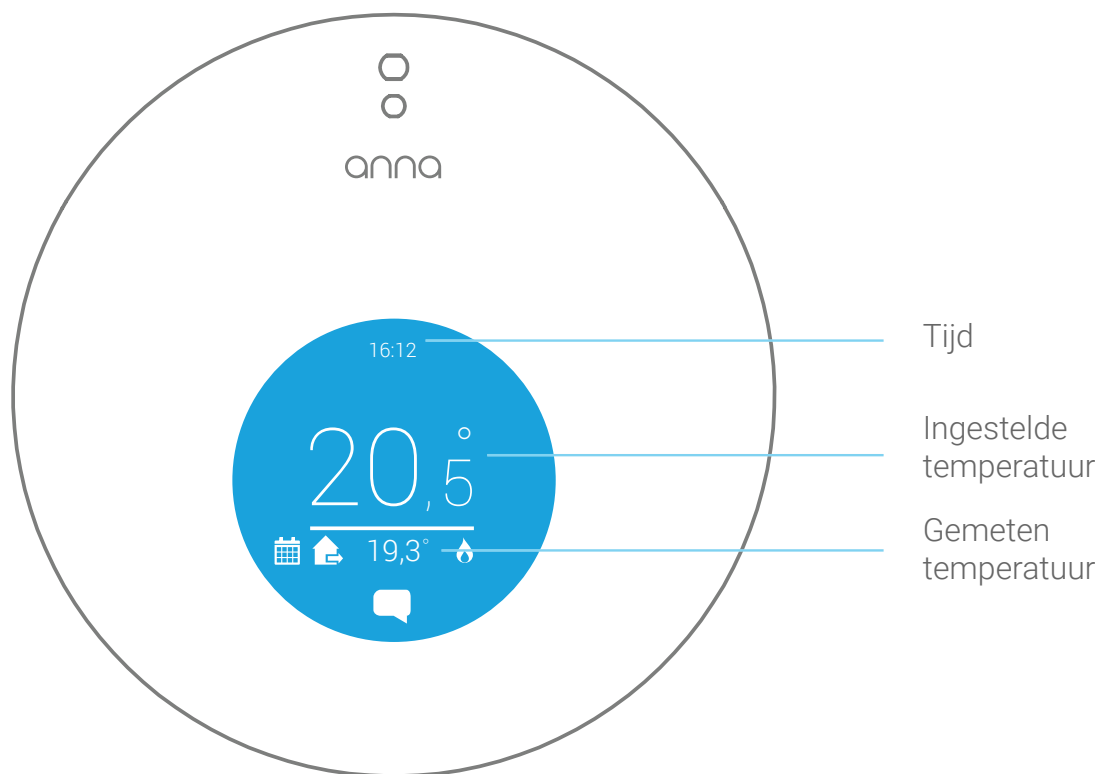 anna
16:12
Tijd
20,5°
Ingestelde
temperatuur
19,3°
Gemeten
temperatuur